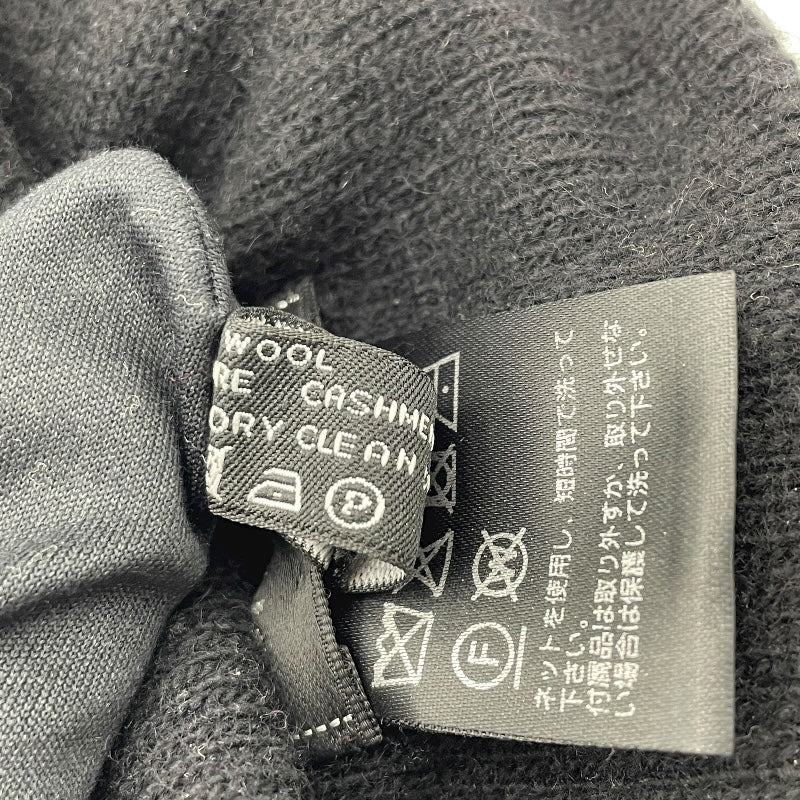 WOOL
RE CASHME
DRY CLEAN
P
F
ネットを使用し、短時間で洗って
下さい。
付属品は取り外すか、取り外せな
い場合は保護して洗って下さい。